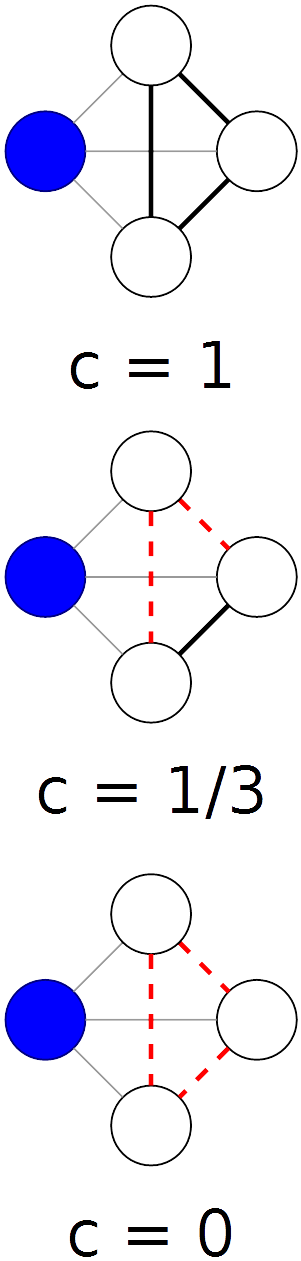 c = 1
c = 1/3
c = 0